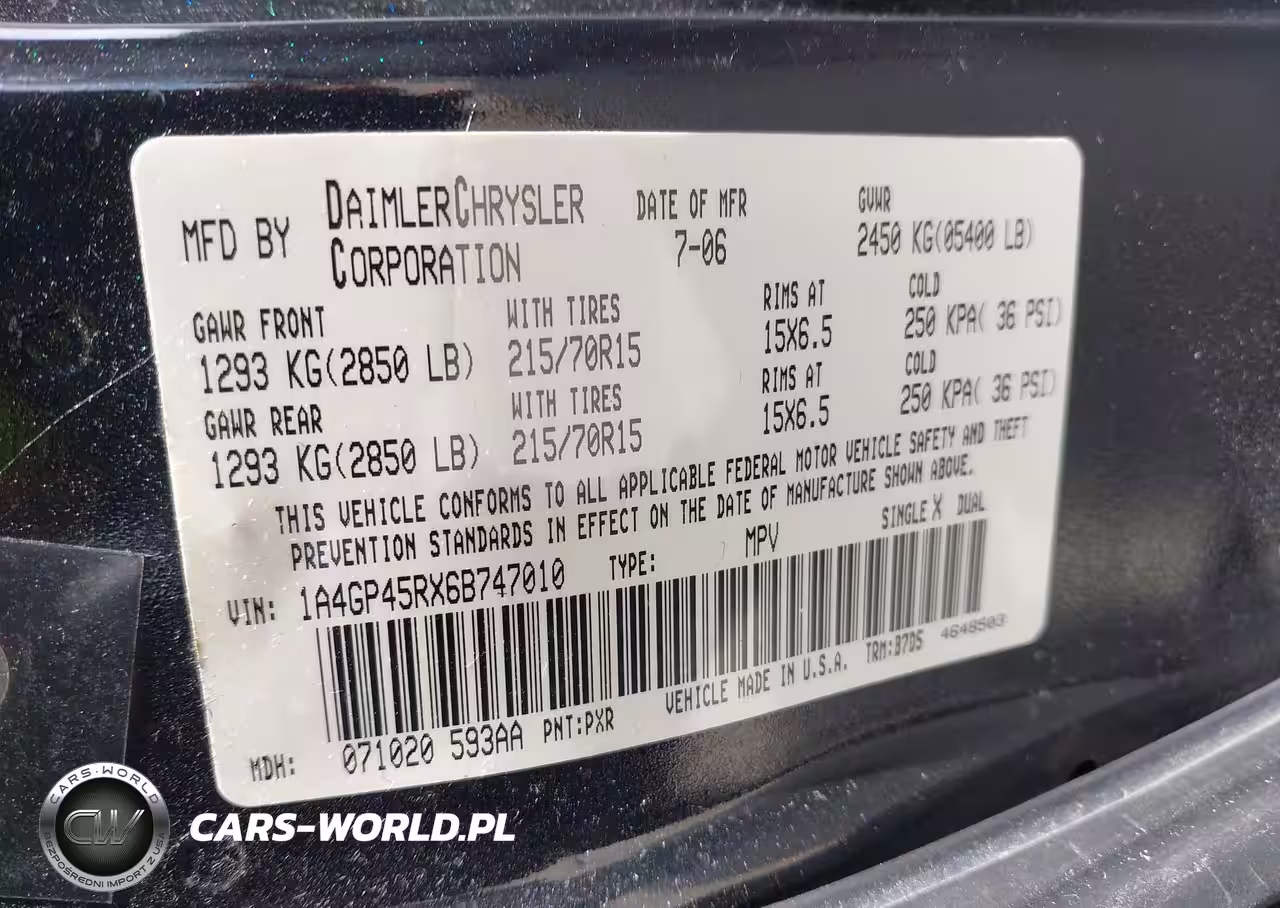 MFD BY DAIMLERCHRYSLER CORPORATION
DATE OF MFR
7-06
GVWR
2450 KG(05400 LB)
GAWR FRONT WITH TIRES RIMS AT COLD
1293 KG(2850 LB) 215/70R15 15X6.5 250 KPA( 36 PSI)
GAWR REAR WITH TIRES RIMS AT COLD
1293 KG(2850 LB) 215/70R15 15X6.5 250 KPA( 36 PSI)
THIS VEHICLE CONFORMS TO ALL APPLICABLE FEDERAL MOTOR VEHICLE SAFETY AND THEFT
PREVENTION STANDARDS IN EFFECT ON THE DATE OF MANUFACTURE SHOWN ABOVE.
VIN: 1A4GP45RX6B747010 TYPE: MPV SINGLE X DUAL
MDH: 071020 593AA PNT:PXR VEHICLE MADE IN U.S.A. TRM:B7D5 4648503
CARS-WORLD
CW
BEZPOŚREDNI IMPORT Z USA
CARS-WORLD.PL